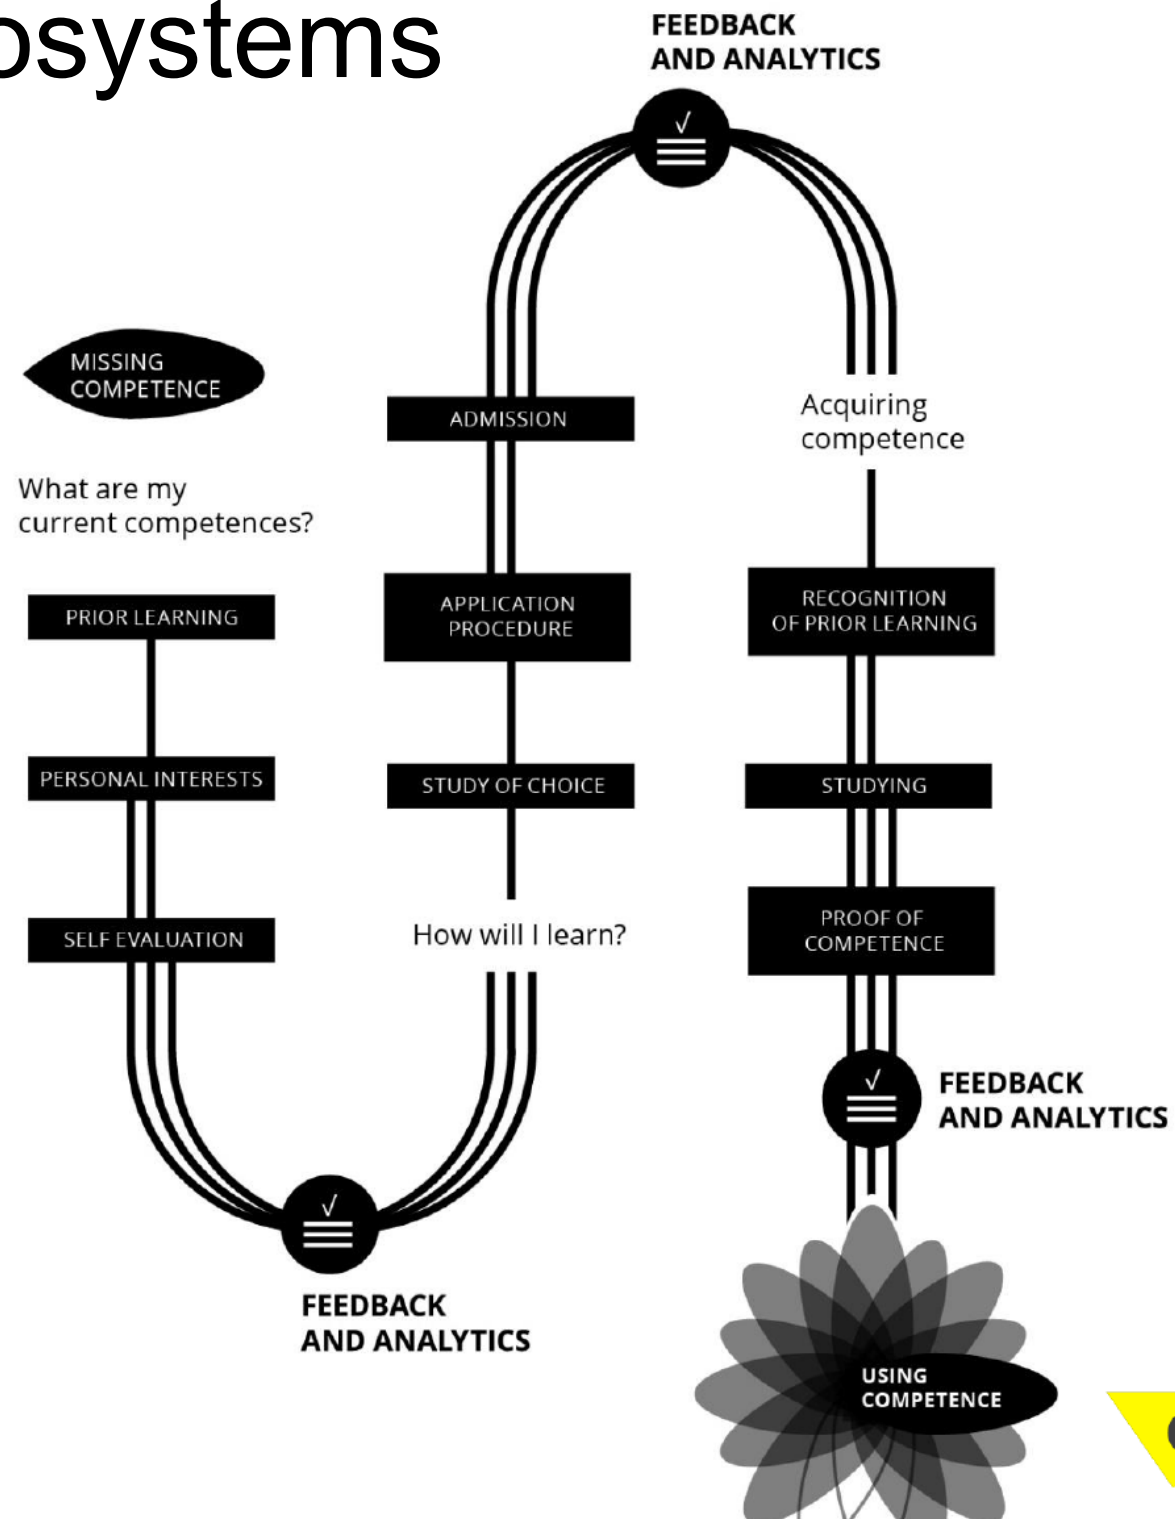 osystems
FEEDBACK
AND ANALYTICS
MISSING
COMPETENCE
What are my
current competences?
PRIOR LEARNING
PERSONAL INTERESTS
SELF EVALUATION
FEEDBACK
AND ANALYTICS
How will I learn?
STUDY OF CHOICE
APPLICATION
PROCEDURE
ADMISSION
Acquiring
competence
RECOGNITION
OF PRIOR LEARNING
STUDYING
PROOF OF
COMPETENCE
FEEDBACK
AND ANALYTICS
USING
COMPETENCE